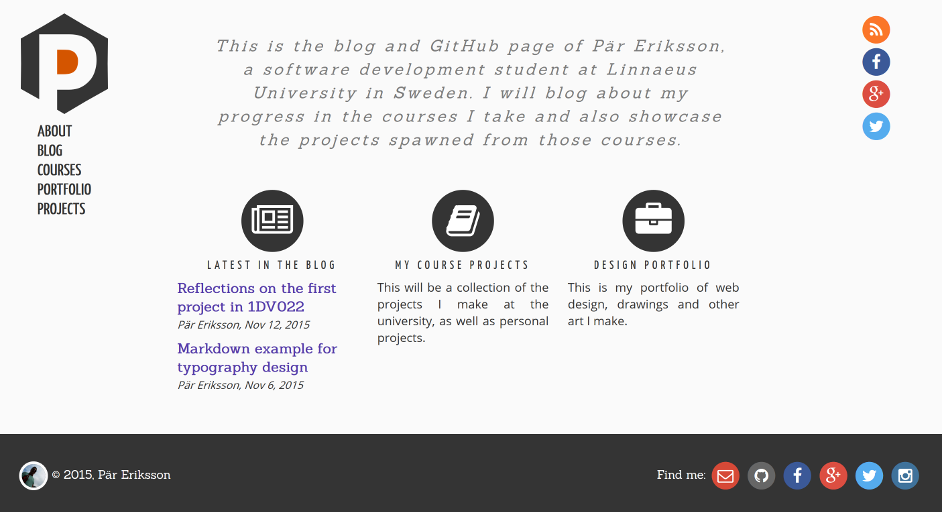 P
ABOUT
BLOG
COURSES
PORTFOLIO
PROJECTS
This is the blog and GitHub page of Pär Eriksson,
a software development student at Linnaeus
University in Sweden. I will blog about my
progress in the courses I take and also showcase
the projects spawned from those courses.
LATEST IN THE BLOG
Reflections on the first
project in 1DV022
Pär Eriksson, Nov 12, 2015
Markdown example for
typography design
Pär Eriksson, Nov 6, 2015
MY COURSE PROJECTS
This will be a collection of the
projects I make at the
university, as well as personal
projects.
DESIGN PORTFOLIO
This is my portfolio of web
design, drawings and other
art I make.
© 2015, Pär Eriksson
Find me: